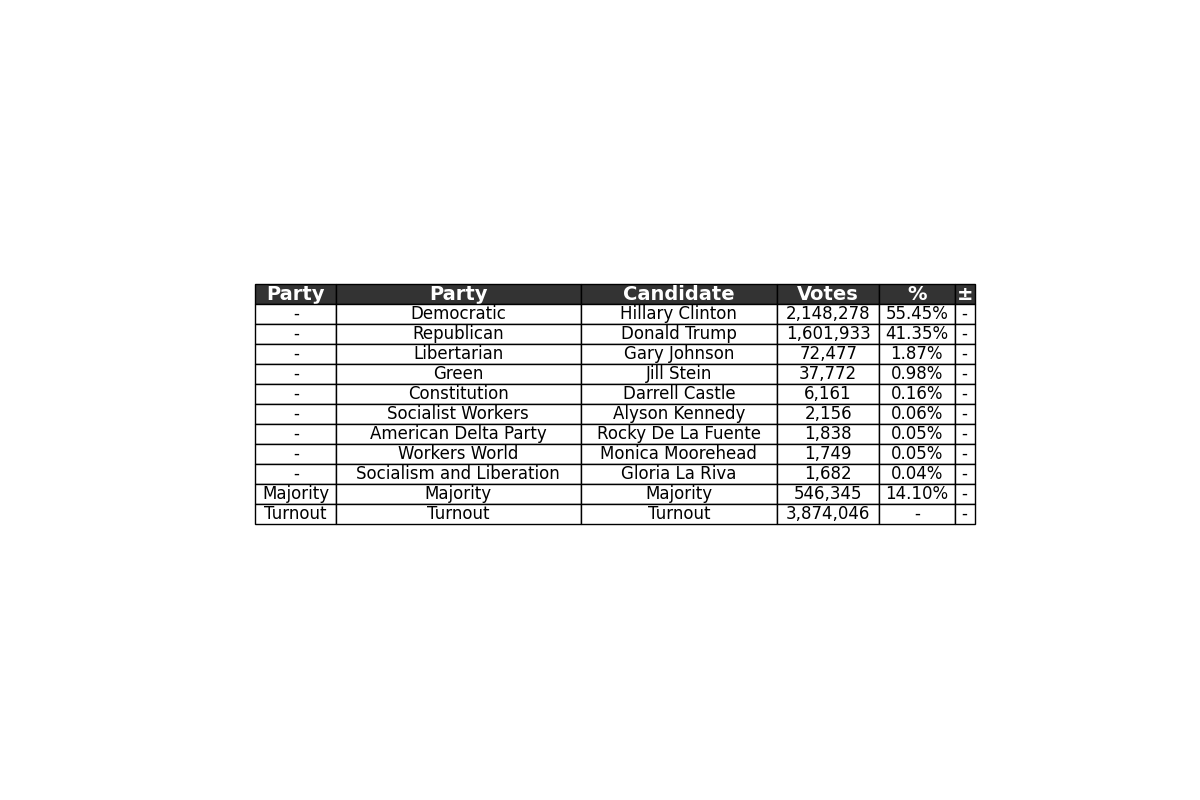 Party Party Candidate Votes % ±
- Democratic Hillary Clinton 2,148,278 55.45% -
- Republican Donald Trump 1,601,933 41.35% -
- Libertarian Gary Johnson 72,477 1.87% -
- Green Jill Stein 37,772 0.98% -
- Constitution Darrell Castle 6,161 0.16% -
- Socialist Workers Alyson Kennedy 2,156 0.06% -
- American Delta Party Rocky De La Fuente 1,838 0.05% -
- Workers World Monica Moorehead 1,749 0.05% -
- Socialism and Liberation Gloria La Riva 1,682 0.04% -
Majority Majority Majority 546,345 14.10% -
Turnout Turnout Turnout 3,874,046 - -